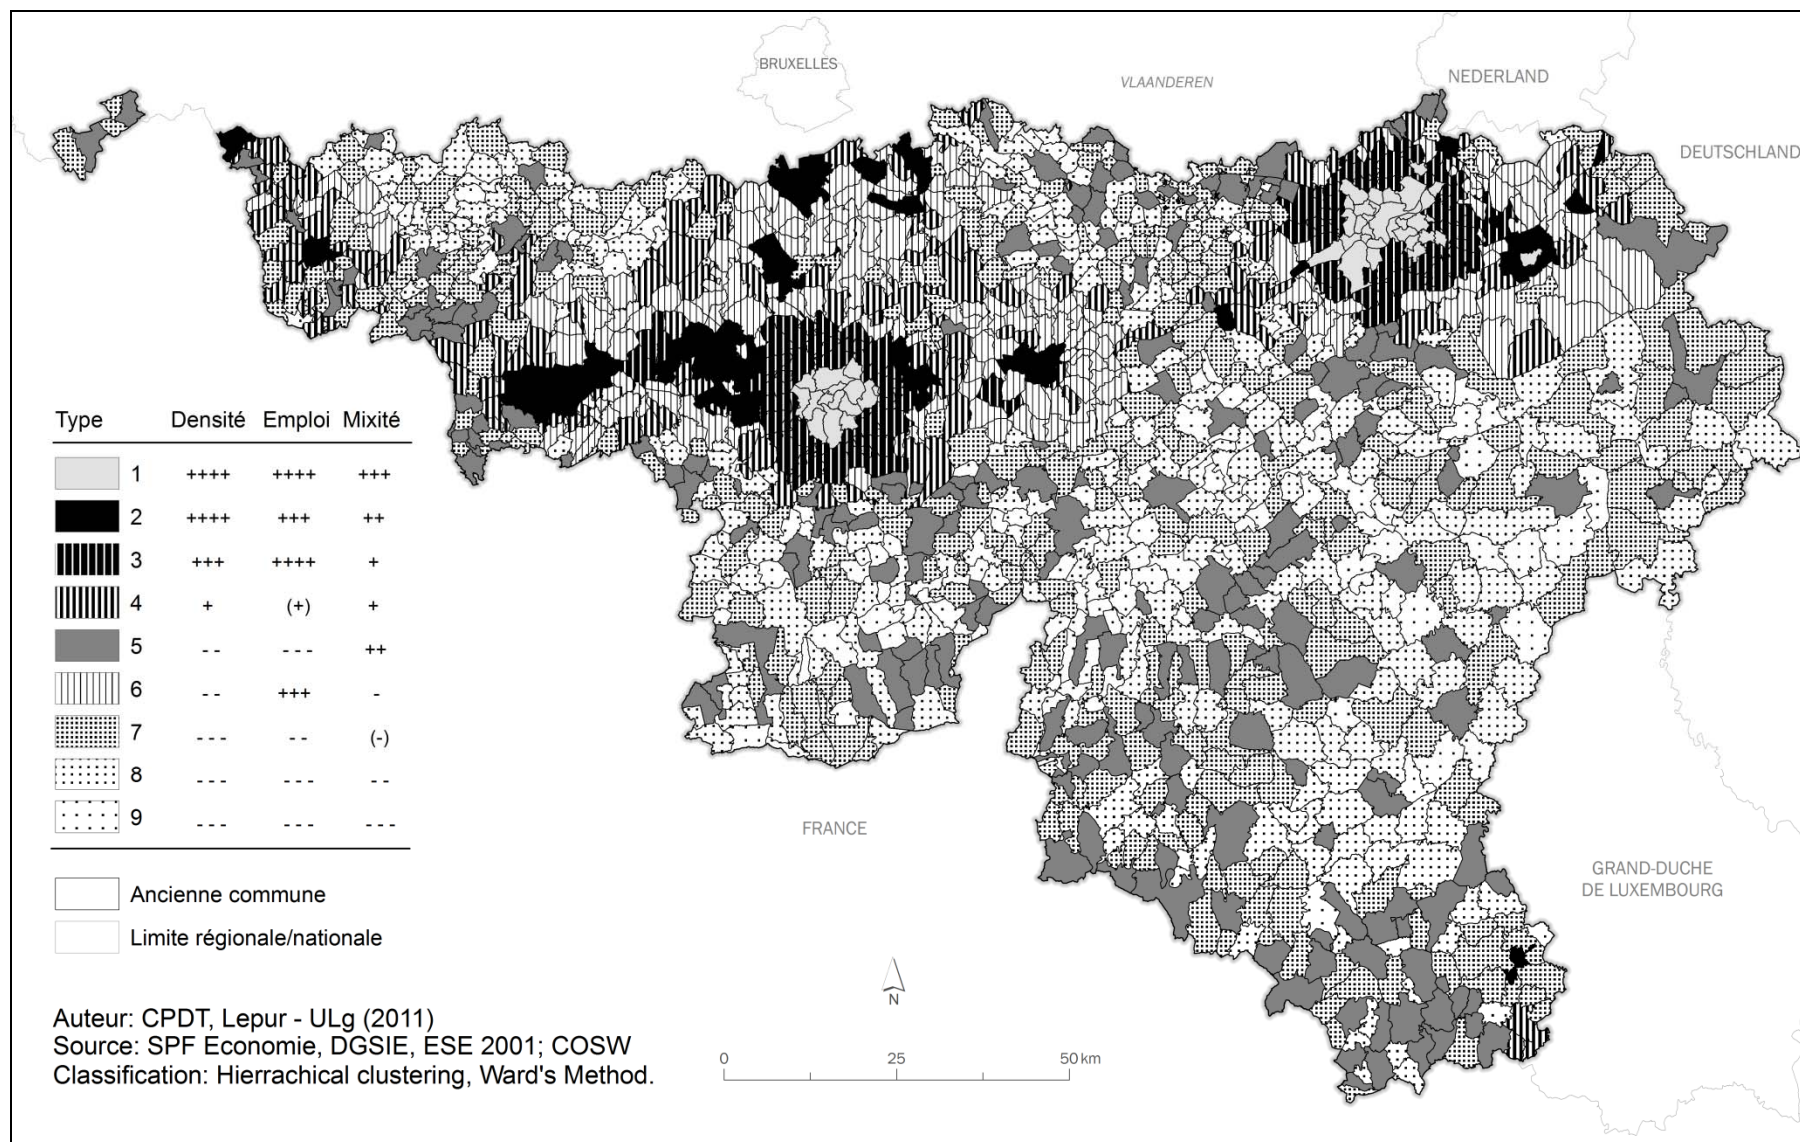 BRUXELLES
VLAANDEREN
NEDERLAND
DEUTSCHLAND
Type Densité Emploi Mixité
1 ++++ ++++ +++
2 ++++ +++ ++
3 +++ ++++ +
4 + (+) +
5 -- --- ++
6 -- +++ -
7 --- -- (-)
8 --- --- --
9 --- --- ---
Ancienne commune
Limite régionale/nationale
FRANCE
GRAND-DUCHE
DE LUXEMBOURG
N
Auteur: CPDT, Lepur - ULg (2011)
Source: SPF Economie, DGSIE, ESE 2001; COSW
Classification: Hierrachical clustering, Ward's Method.
0 25 50 km